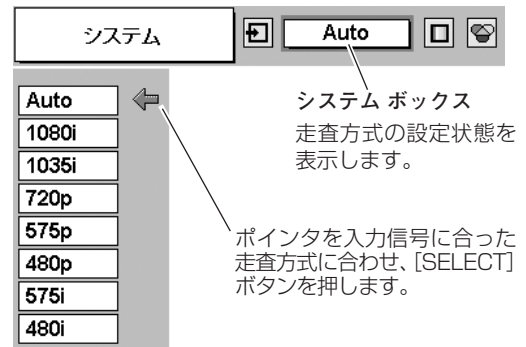 システム
Auto
システム ボックス
走査方式の設定状態を
表示します。
Auto
1080i
1035i
720p
575p
480p
575i
480i
ポインタを入力信号に合った
走査方式に合わせ、[SELECT]
ボタンを押します。